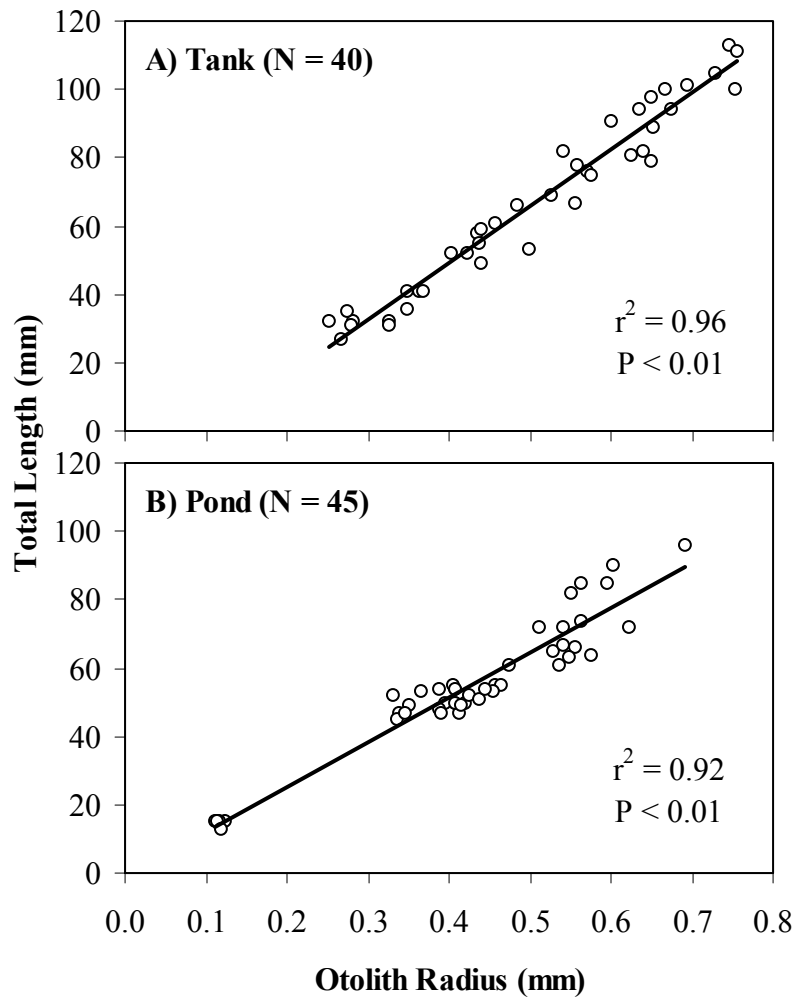 120
A) Tank (N = 40)
100
80
60
40
r² = 0.96
20
P < 0.01
0
Total Length (mm)
120
B) Pond (N = 45)
100
80
60
40
r² = 0.92
20
P < 0.01
0
0.0 0.1 0.2 0.3 0.4 0.5 0.6 0.7 0.8
Otolith Radius (mm)